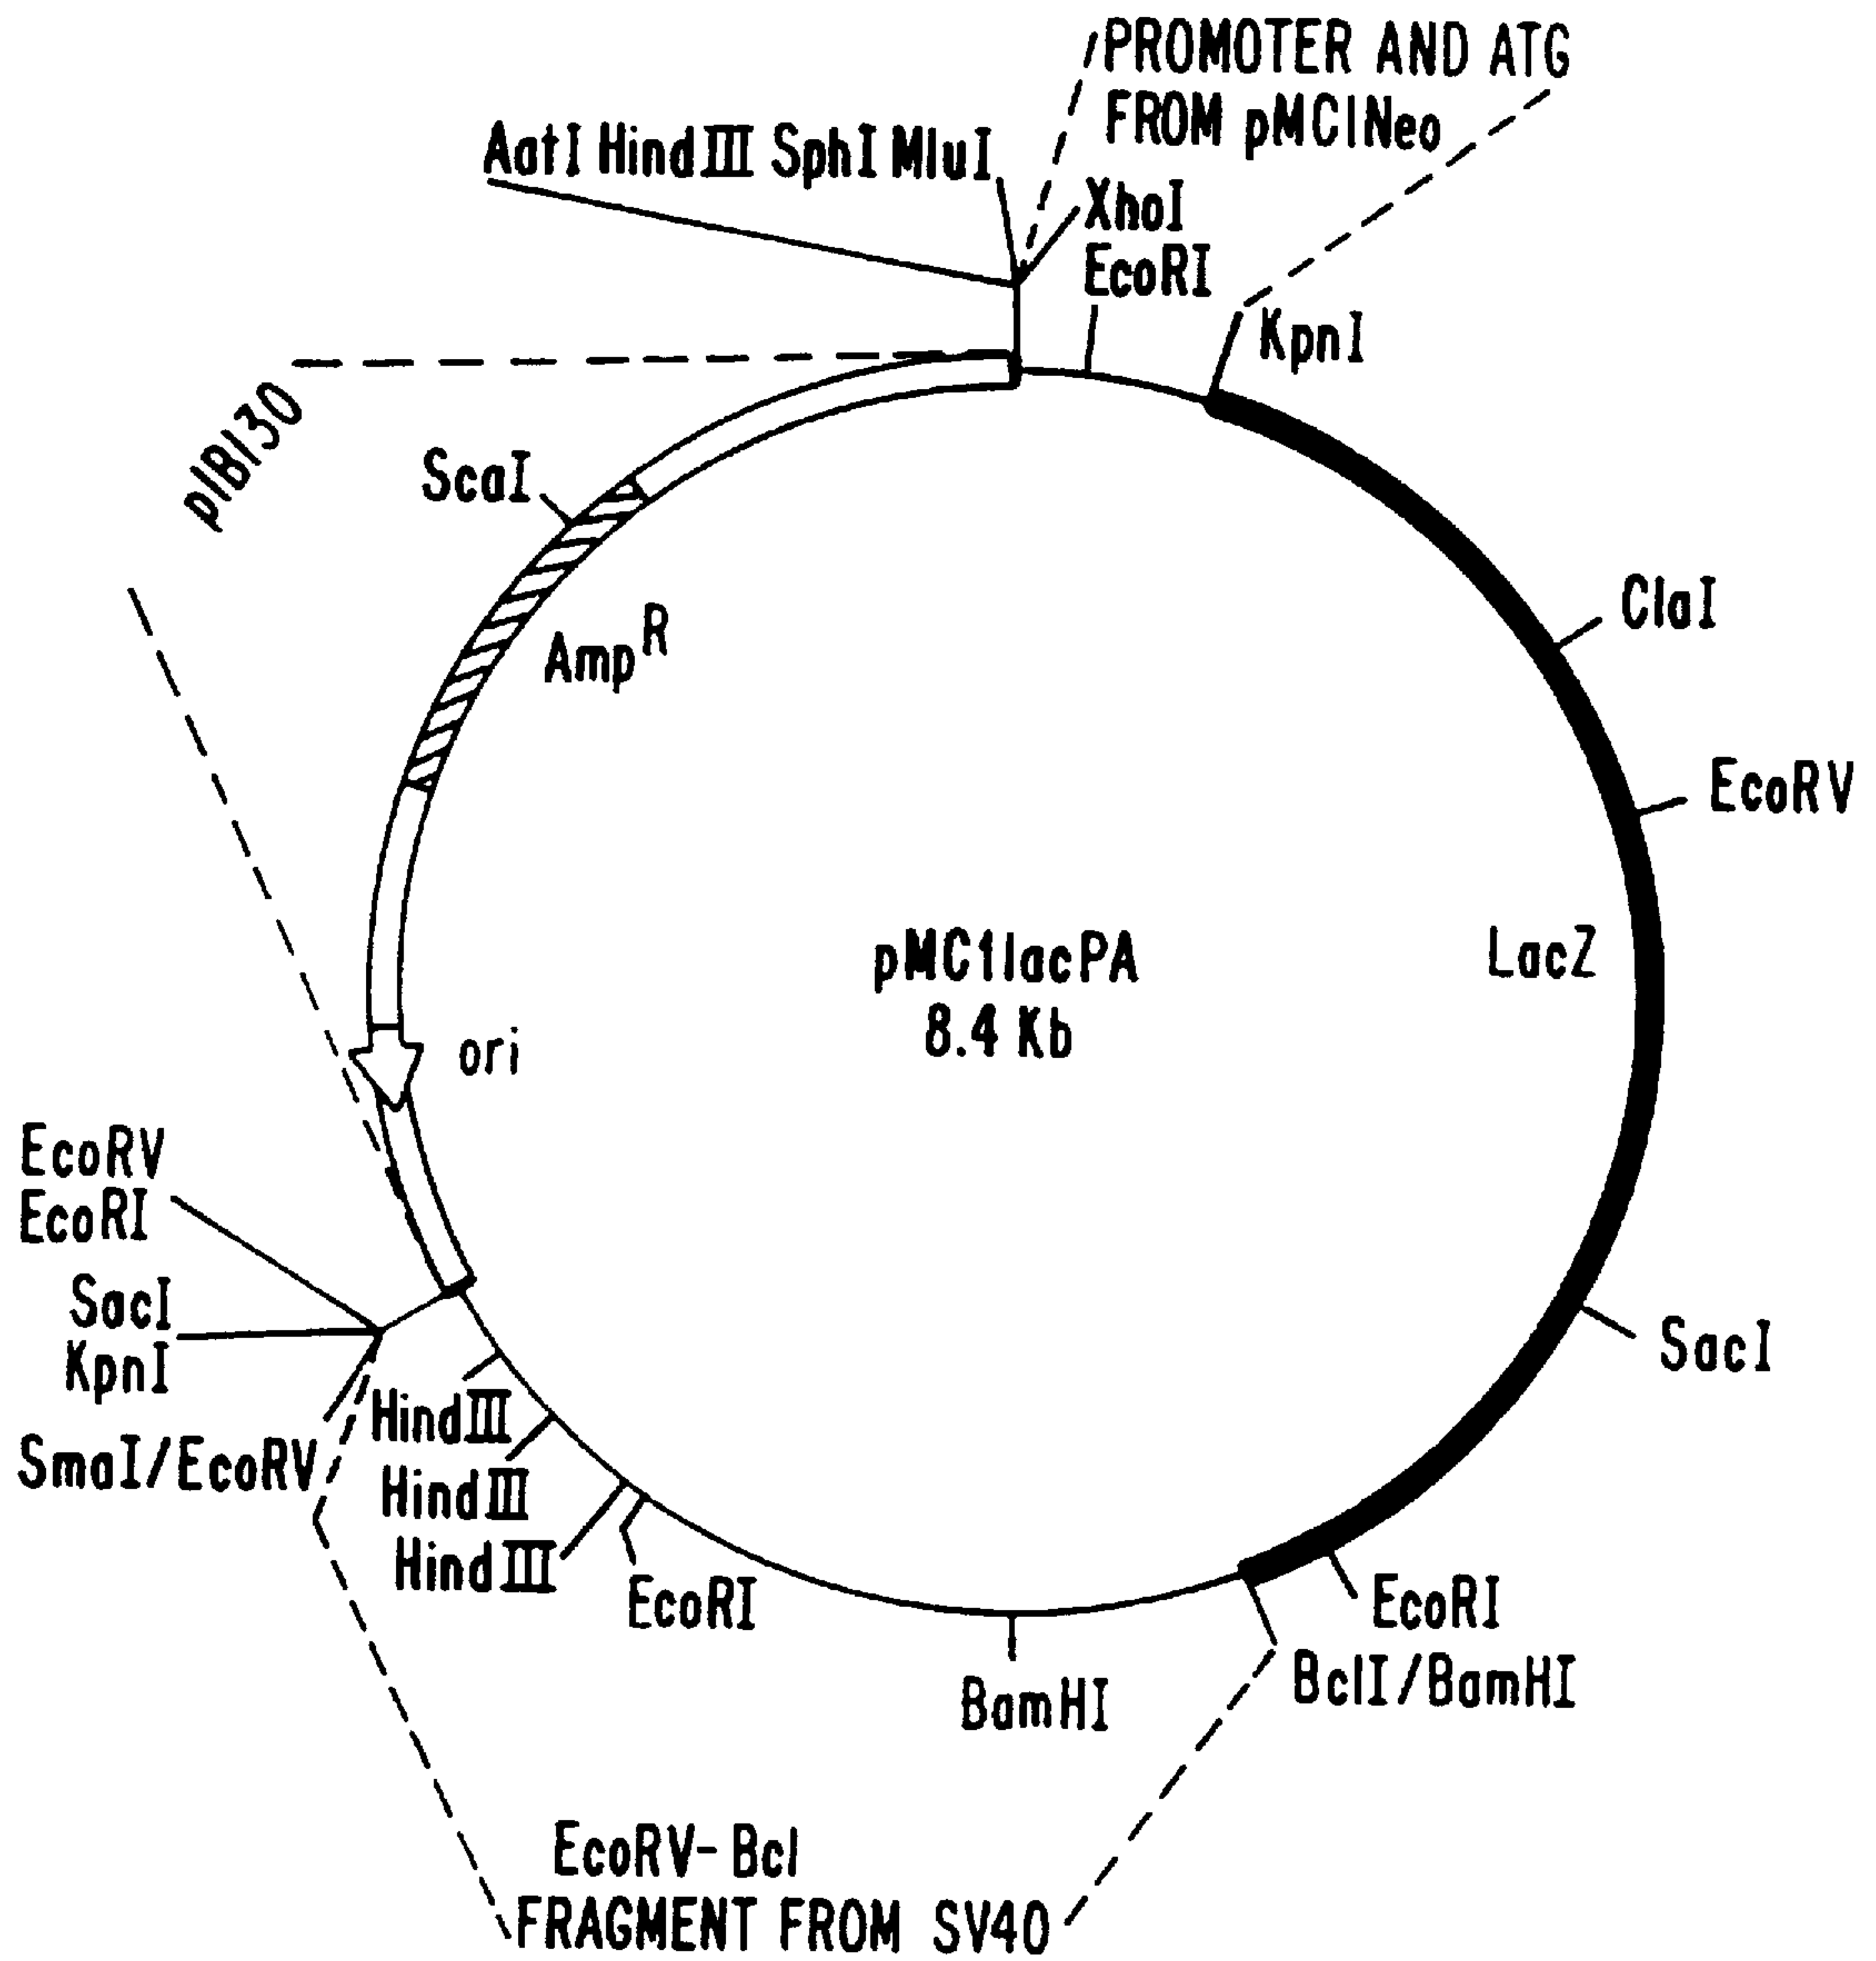 PROMOTER AND ATG
FROM pMC1Neo
AatI HindIII SphI MluI
XhoI
EcoRI
KpnI
pIBI30
ScaI
AmpR
ClaI
EcoRV
LacZ
pMC1lacPA
8.4 Kb
ori
EcoRV
EcoRI
SacI
KpnI
SmaI/EcoRV
HindIII
HindIII
HindIII
EcoRI
SacI
EcoRI
BclI/BamHI
BamHI
EcoRV-BclI
FRAGMENT FROM SV40